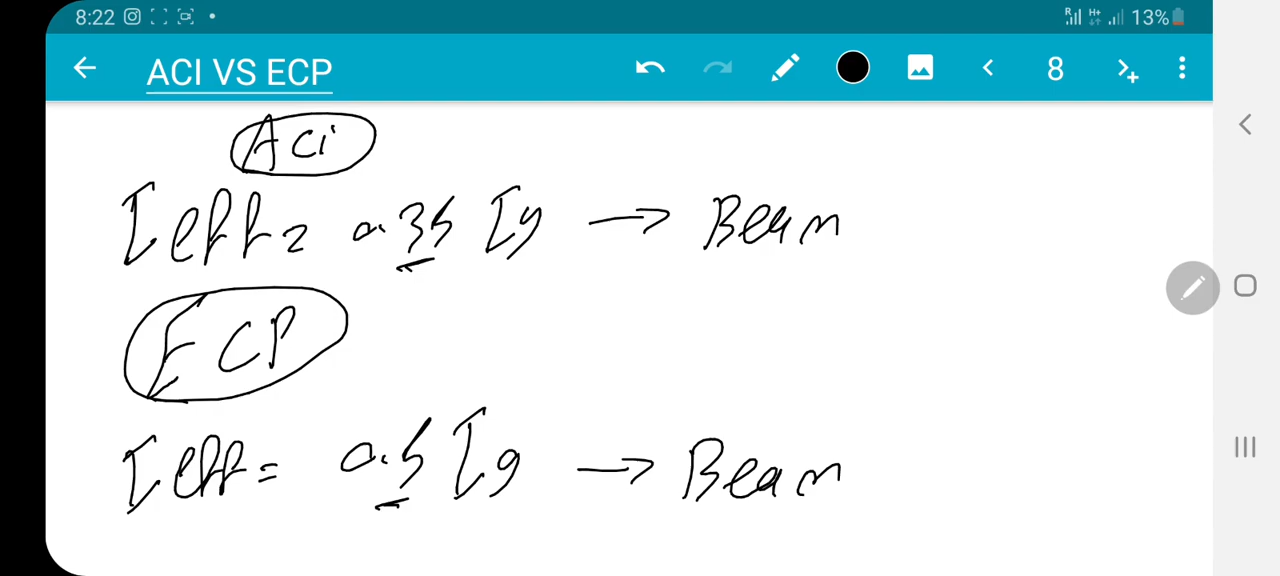 8:22 13%
ACI VS ECP 8
ACi
Ieff= 0.35 Ig → Beam
ECP
Ieff= 0.5 Ig → Beam